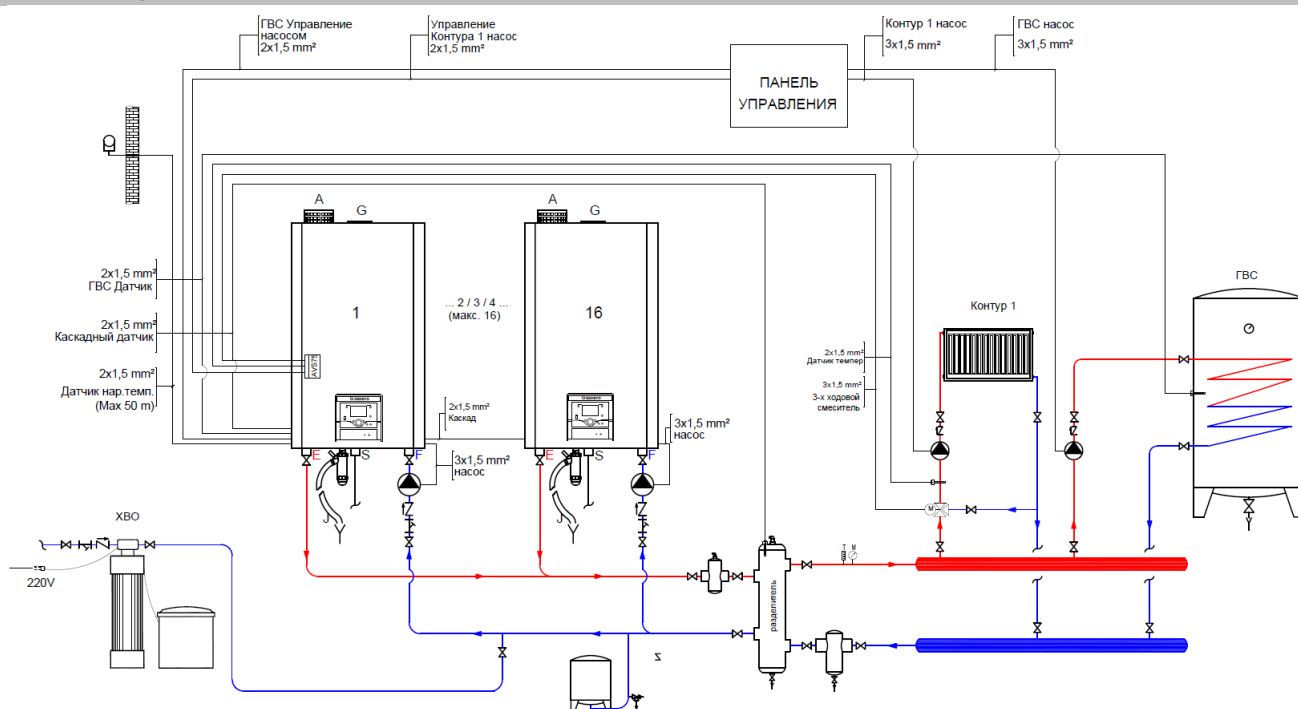 ГВС Управление
насосом
2x1,5 mm²
Управление
Контура 1 насос
2x1,5 mm²
Контур 1 насос
3x1,5 mm²
ГВС насос
3x1,5 mm²
ПАНЕЛЬ
УПРАВЛЕНИЯ
A
G
A
G
2x1,5 mm²
ГВС Датчик
2x1,5 mm²
Каскадный датчик
2x1,5 mm²
Датчик нар.темп.
(Max 50 m)
1
... 2 / 3 / 4 ...
(макс. 16)
16
AVS75
2x1,5 mm²
Каскад
3x1,5 mm²
насос
3x1,5 mm²
насос
E
S
F
J
E
S
F
J
Контур 1
ГВС
2x1,5 mm²
Датчик темпер
3x1,5 mm²
3-х ходовой
смеситель
M
T
M
ХВО
220V
разделитель